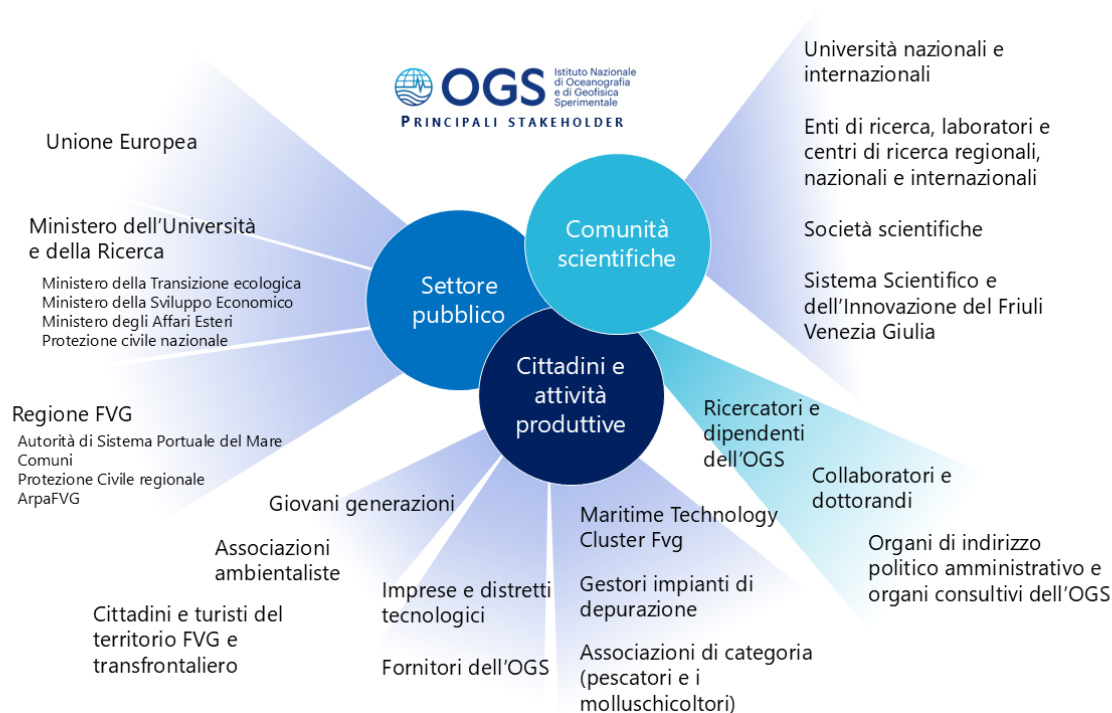 OGS
Istituto Nazionale
di Oceanografia
e di Geofisica
Sperimentale
PRINCIPALI STAKEHOLDER
Unione Europea
Ministero dell'Università
e della Ricerca
Ministero della Transizione ecologica
Ministero della Sviluppo Economico
Ministero degli Affari Esteri
Protezione civile nazionale
Regione FVG
Autorità di Sistema Portuale del Mare
Comuni
Protezione Civile regionale
ArpaFVG
Settore
pubblico
Comunità
scientifiche
Cittadini e
attività
produttive
Università nazionali e
internazionali
Enti di ricerca, laboratori e
centri di ricerca regionali,
nazionali e internazionali
Società scientifiche
Sistema Scientifico e
dell'Innovazione del Friuli
Venezia Giulia
Ricercatori e
dipendenti
dell'OGS
Collaboratori e
dottorandi
Organi di indirizzo
politico amministrativo e
organi consultivi dell'OGS
Giovani generazioni
Associazioni
ambientaliste
Cittadini e turisti del
territorio FVG e
transfrontaliero
Imprese e distretti
tecnologici
Fornitori dell'OGS
Maritime Technology
Cluster Fvg
Gestori impianti di
depurazione
Associazioni di categoria
(pescatori e i
molluschicoltori)